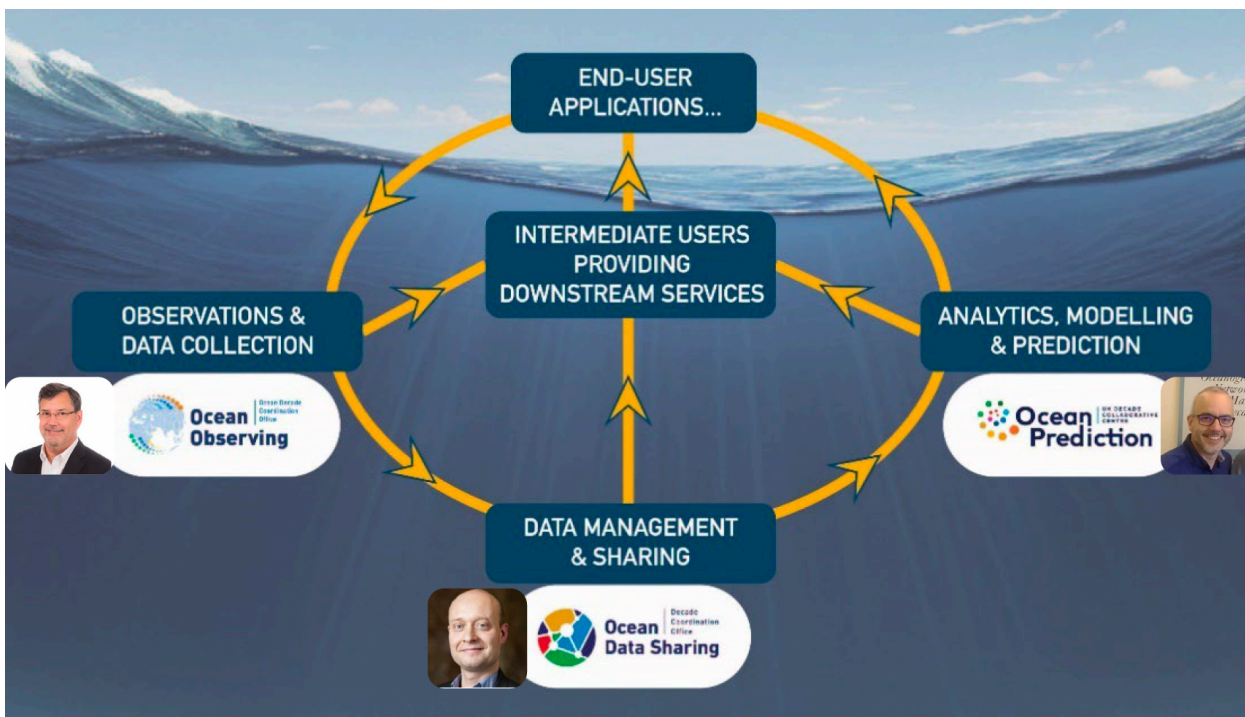 END-USER
APPLICATIONS...
INTERMEDIATE USERS
PROVIDING
DOWNSTREAM SERVICES
OBSERVATIONS &
DATA COLLECTION
Ocean
Observing
Ocean Decade
Coordination
Office
ANALYTICS, MODELLING
& PREDICTION
Ocean
Prediction
UN DECADE
COLLABORATIVE
CENTRE
DATA MANAGEMENT
& SHARING
Ocean
Data Sharing
Decade
Coordination
Office